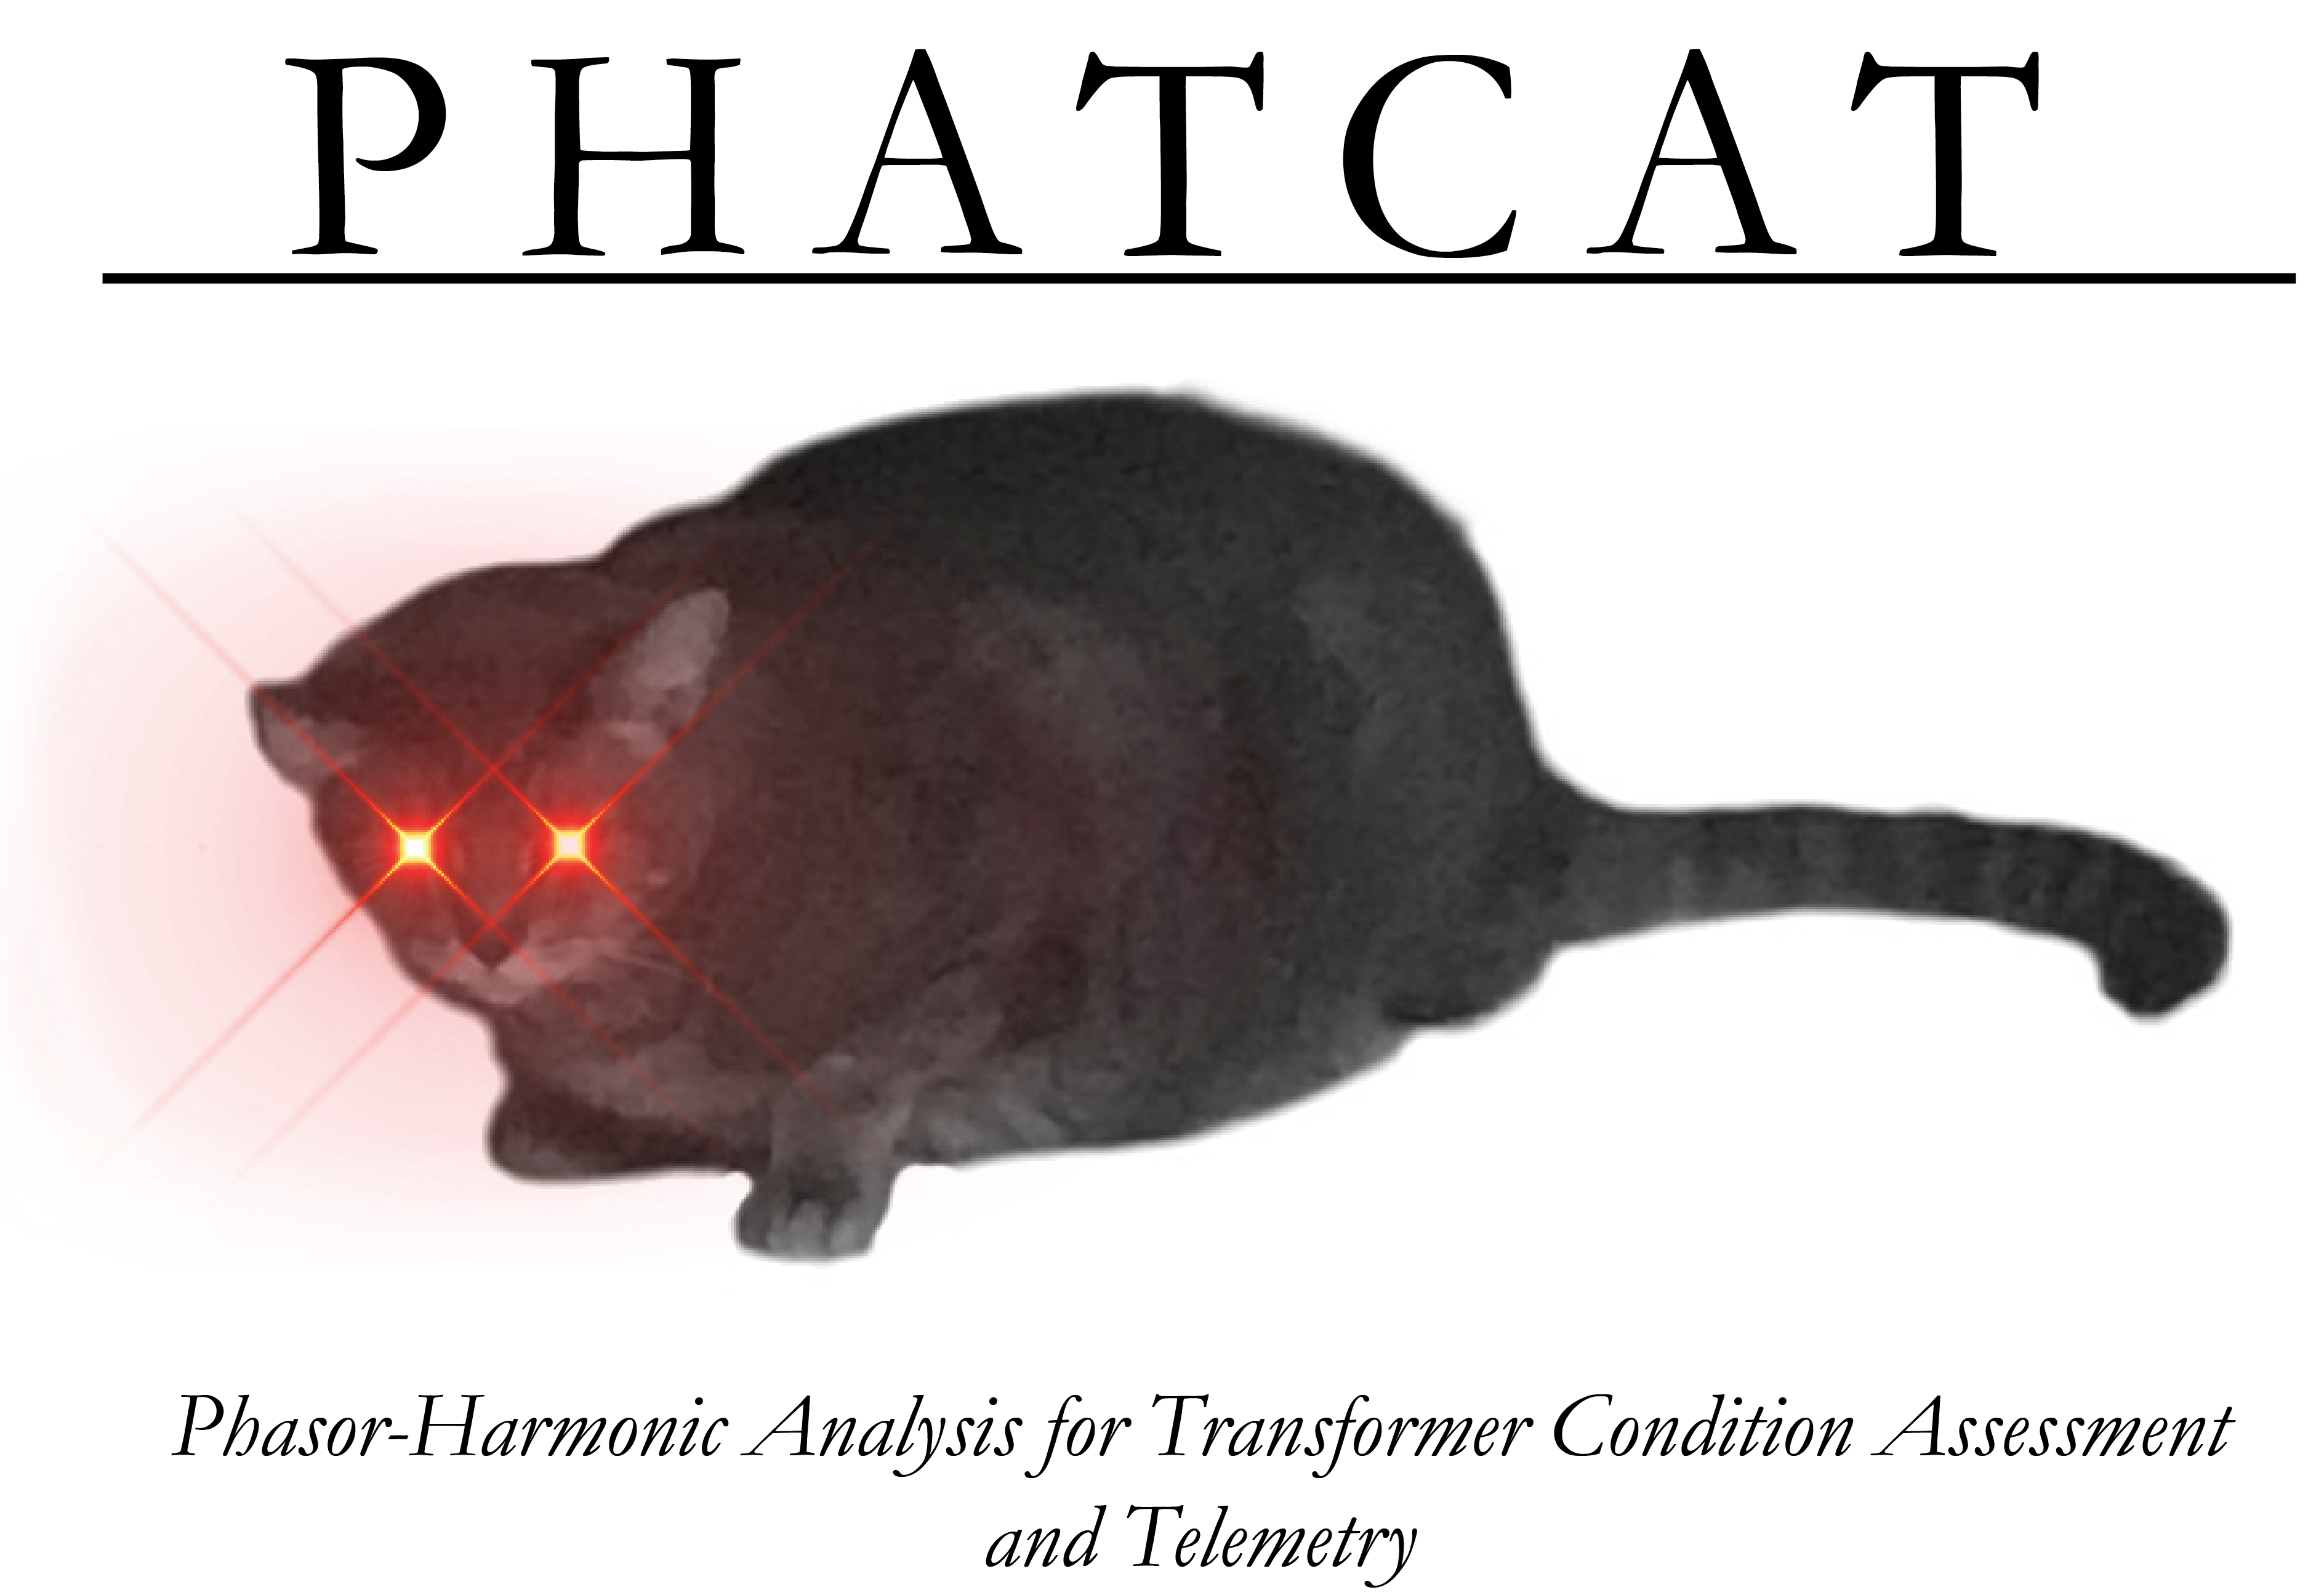 PHATCAT
Phasor-Harmonic Analysis for Transformer Condition Assessment
and Telemetry